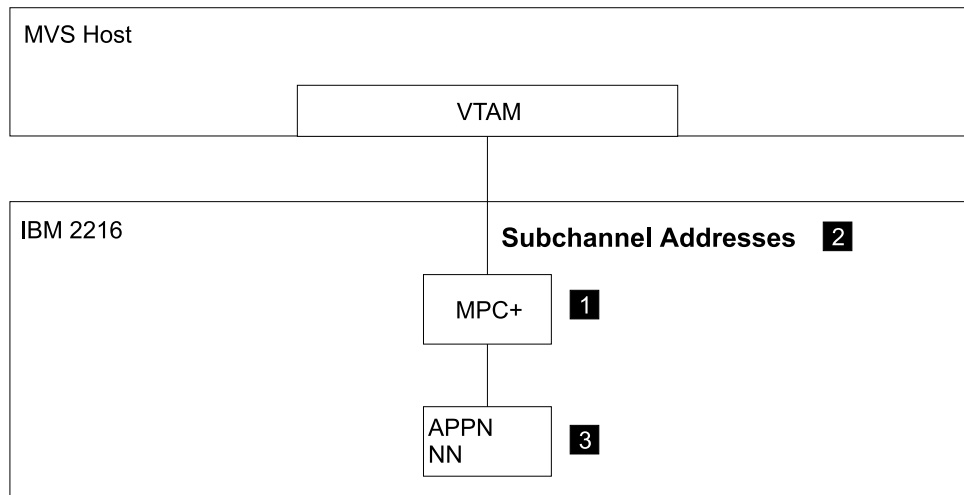 MVS Host
VTAM
IBM 2216
Subchannel Addresses 2
MPC+ 1
APPN 3
NN